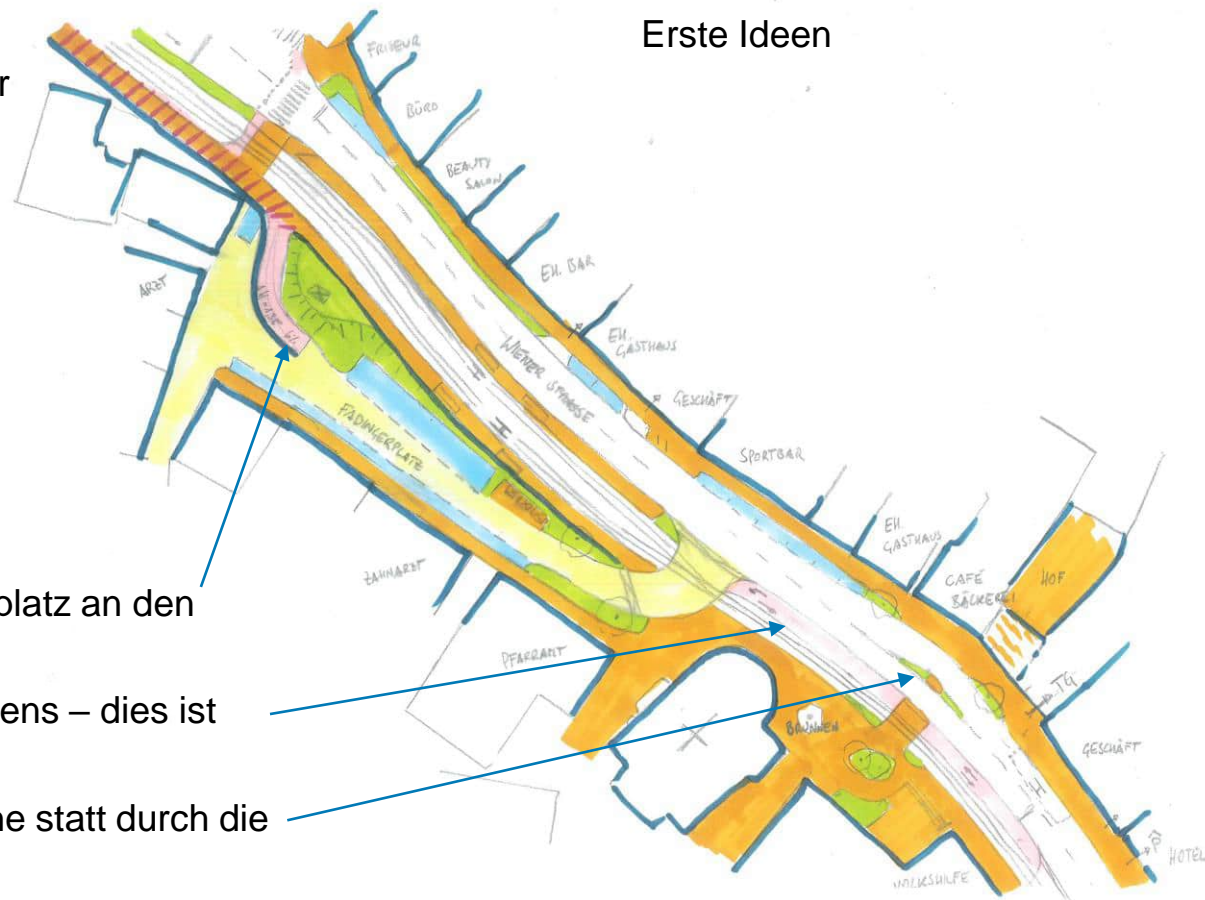 Erste Ideen
r
FRISEUR
BÜRO
BEAUTY
SALON
ARZT
EH. BAR
EH.
GASTHAUS
WIENER STRASSE
GESCHÄFT
H
H
FADINGERPLATZ
SPORTBAR
EH.
GASTHAUS
CAFÉ
BÄCKEREI
HOF
ZAHNARZT
platz an den
PFARRAMT
TG
ens – dies ist
BRUNNEN
GESCHÄFT
H
ne statt durch die
P
HOTEL
VOLKSHILFE